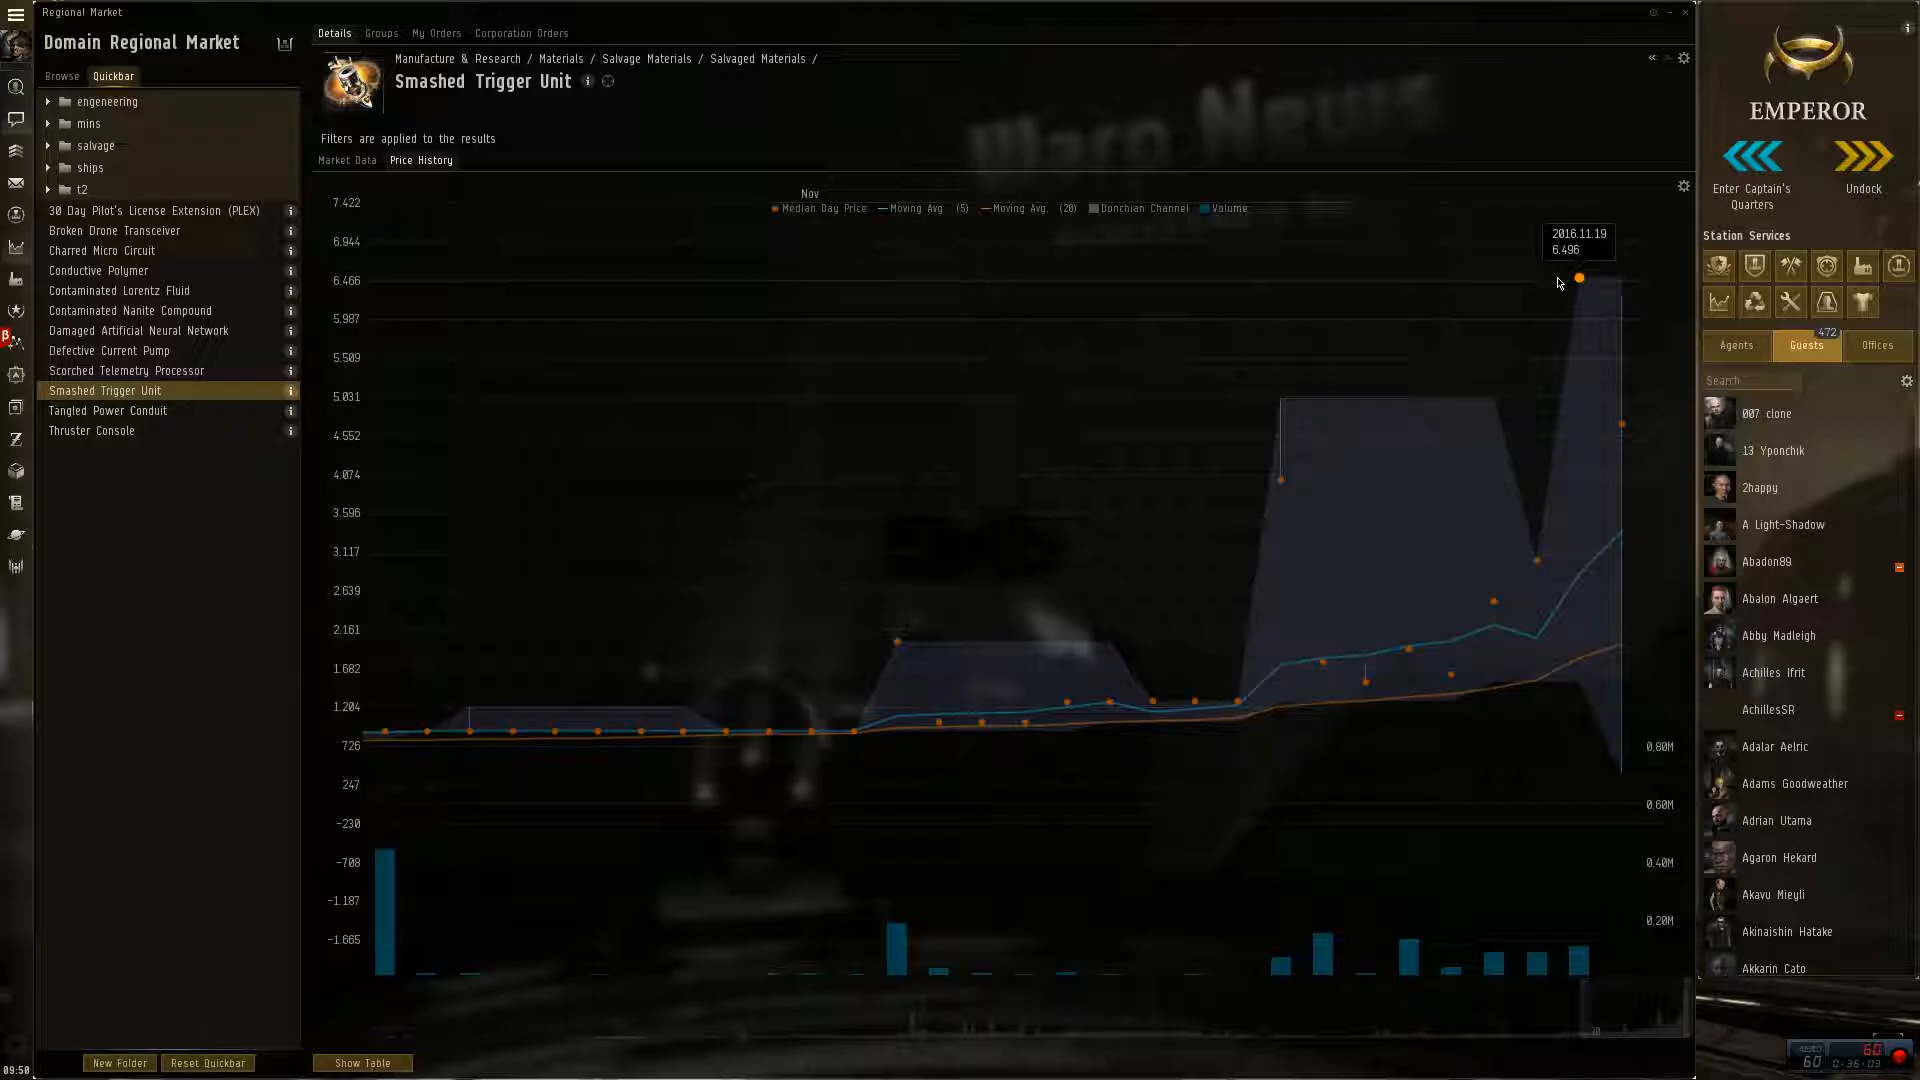 Regional Market
Domain Regional Market
Browse Quickbar
engeneering
mins
salvage
ships
t2
30 Day Pilot's License Extension (PLEX)
Broken Drone Transceiver
Charred Micro Circuit
Conductive Polymer
Contaminated Lorentz Fluid
Contaminated Nanite Compound
Damaged Artificial Neural Network
Defective Current Pump
Scorched Telemetry Processor
Smashed Trigger Unit
Tangled Power Conduit
Thruster Console
New Folder Reset Quickbar
09:50
Details Groups My Orders Corporation Orders
Manufacture & Research / Materials / Salvage Materials / Salvaged Materials /
Smashed Trigger Unit
Filters are applied to the results
Market Data Price History
Warp News
Nov
Median Day Price Moving Avg. (5) Moving Avg. (20) Donchian Channel Volume
2016.11.19
6.496
7.422
6.944
6.466
5.987
5.509
5.031
4.552
4.074
3.596
3.117
2.639
2.161
1.682
1.204
726
247
-230
-708
-1.187
-1.665
0,80M
0,60M
0,40M
0,20M
20
Show Table
EMPEROR
Enter Captain's
Quarters
Undock
Station Services
472
Agents Guests Offices
Search
007 clone
13 Yponchik
2happy
A Light-Shadow
Abadon89
Abalon Algaert
Abby Madleigh
Achilles Ifrit
AchillesSR
Adalar Aelric
Adams Goodweather
Adrian Utama
Agaron Hekard
Akavu Mieyli
Akinaishin Hatake
Akkarin Cato
60
60
0:36:03